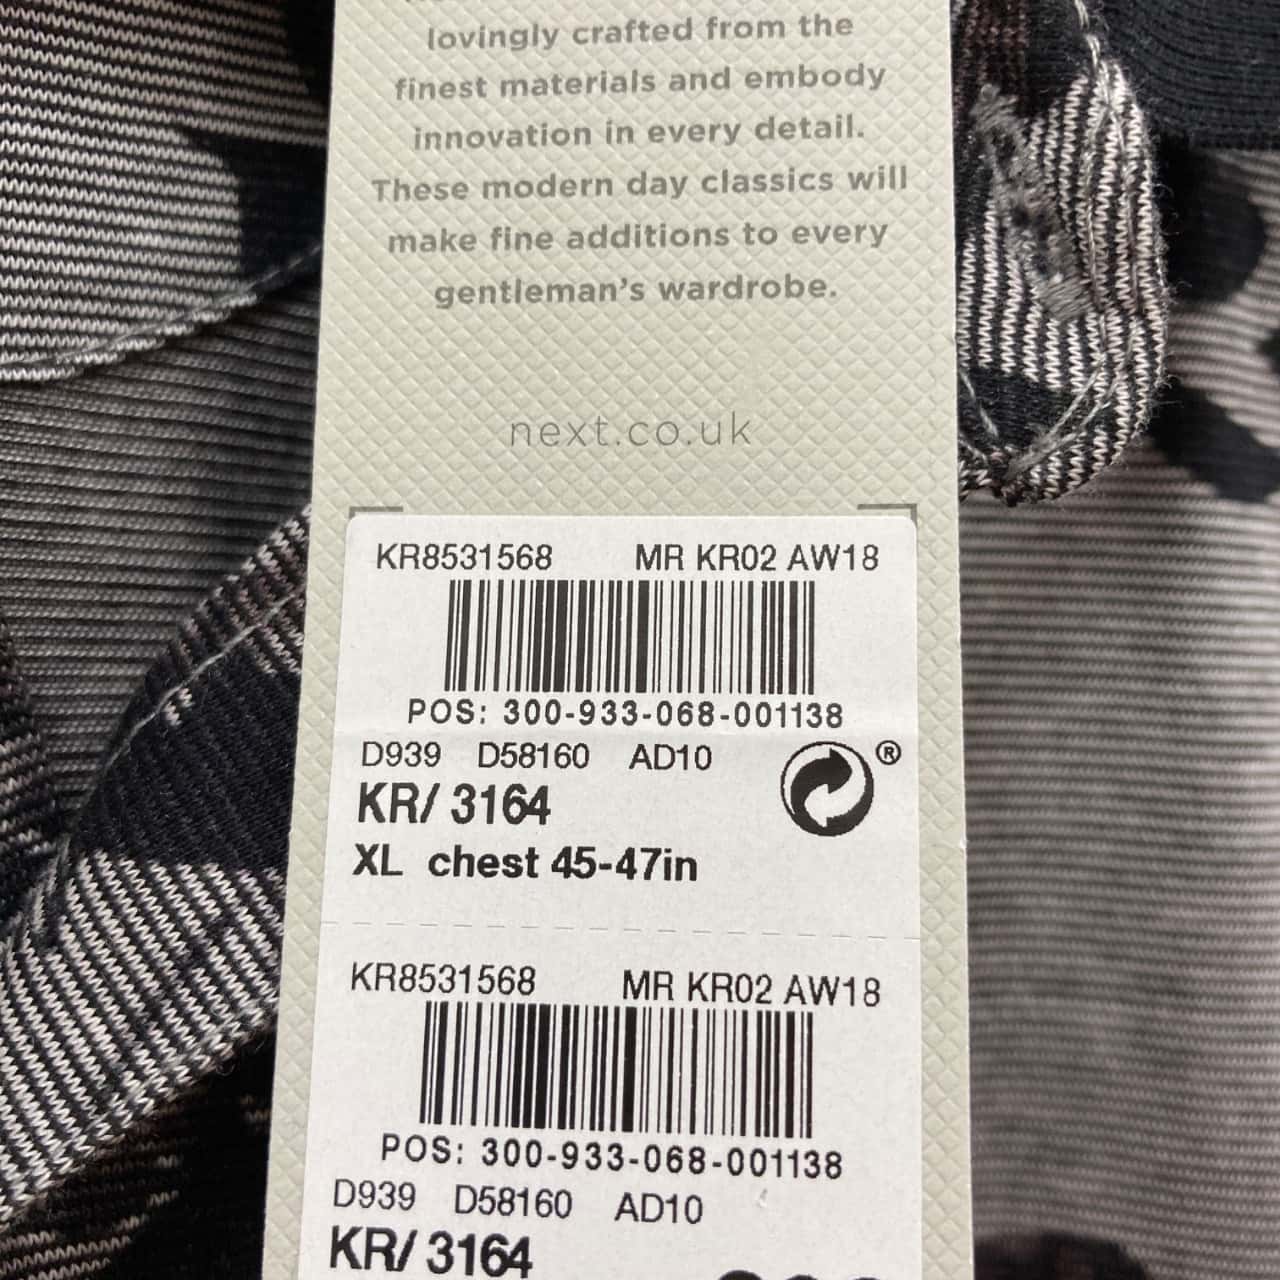 lovingly crafted from the
finest materials and embody
innovation in every detail.
These modern day classics will
make fine additions to every
gentleman's wardrobe.
next.co.uk
KR8531568 MR KR02 AW18
POS: 300-933-068-001138
D939 D58160 AD10
®
KR/ 3164
XL chest 45-47in
KR8531568 MR KR02 AW18
POS: 300-933-068-001138
D939 D58160 AD10
KR/ 3164